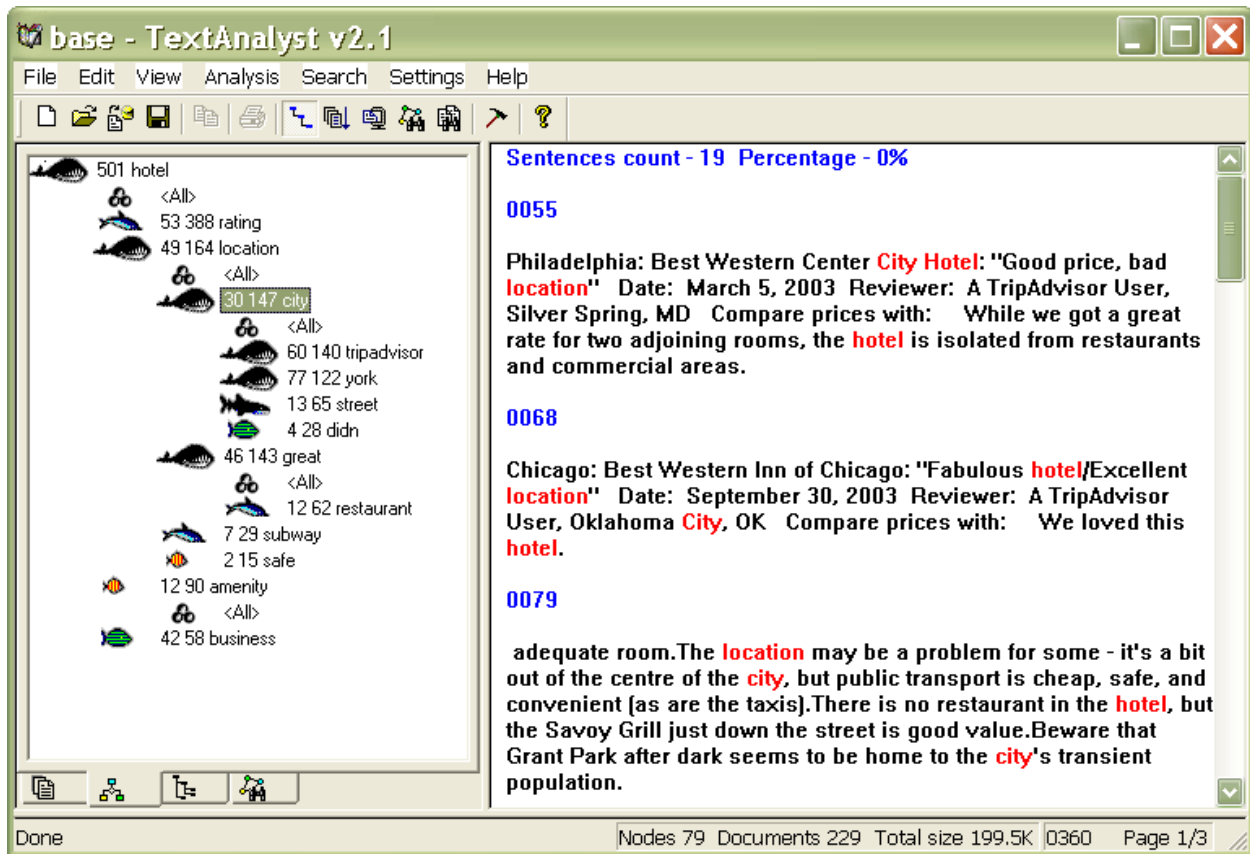 base - TextAnalyst v2.1
File Edit View Analysis Search Settings Help
501 hotel
<All>
53 388 rating
49 164 location
<All>
30 147 city
<All>
60 140 tripadvisor
77 122 york
13 65 street
4 28 didn
46 143 great
<All>
12 62 restaurant
7 29 subway
2 15 safe
12 90 amenity
<All>
42 58 business
Sentences count - 19 Percentage - 0%
0055
Philadelphia: Best Western Center City Hotel: "Good price, bad
location" Date: March 5, 2003 Reviewer: A TripAdvisor User,
Silver Spring, MD Compare prices with: While we got a great
rate for two adjoining rooms, the hotel is isolated from restaurants
and commercial areas.
0068
Chicago: Best Western Inn of Chicago: "Fabulous hotel/Excellent
location" Date: September 30, 2003 Reviewer: A TripAdvisor
User, Oklahoma City, OK Compare prices with: We loved this
hotel.
0079
adequate room.The location may be a problem for some - it's a bit
out of the centre of the city, but public transport is cheap, safe, and
convenient (as are the taxis).There is no restaurant in the hotel, but
the Savoy Grill just down the street is good value.Beware that
Grant Park after dark seems to be home to the city's transient
population.
Done Nodes 79 Documents 229 Total size 199.5K 0360 Page 1/3